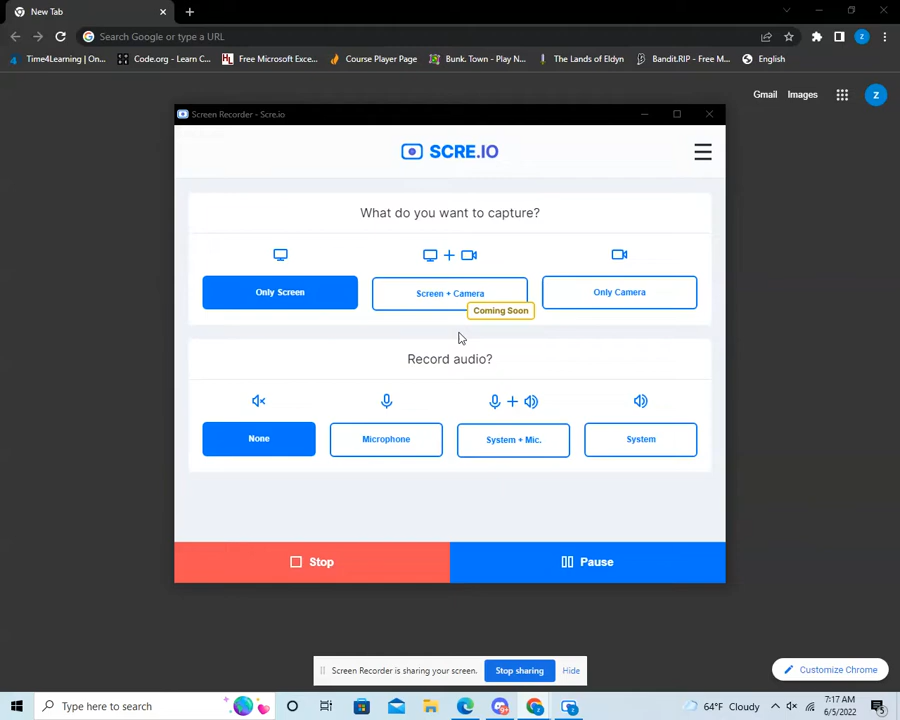 New Tab
Search Google or type a URL
Time4Learning | On...
Code.org - Learn C...
Free Microsoft Exce...
Course Player Page
Bunk. Town - Play N...
The Lands of Eldyn
Bandit.RIP - Free M...
English
Gmail
Images
z
Screen Recorder - Scre.io
SCRE.IO
What do you want to capture?
Only Screen
Screen + Camera
Only Camera
Coming Soon
Record audio?
None
Microphone
System + Mic.
System
Stop
Pause
Screen Recorder is sharing your screen.
Stop sharing
Hide
Customize Chrome
Type here to search
64°F Cloudy
7:17 AM
6/5/2022